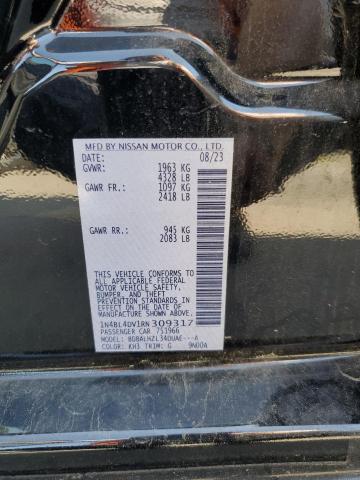 MFD BY NISSAN MOTOR CO., LTD.
DATE: 08/23
GVWR: 1963 KG
4328 LB
GAWR FR.: 1097 KG
2418 LB
GAWR RR.: 945 KG
2083 LB
THIS VEHICLE CONFORMS TO
ALL APPLICABLE FEDERAL
MOTOR VEHICLE SAFETY,
BUMPER, AND THEFT
PREVENTION STANDARDS
IN EFFECT ON THE DATE OF
MANUFACTURE SHOWN ABOVE.
1N4BL4DV1RN309317
PASSENGER CAR 751966
MODEL: BDBALHZL34DUAE---A
COLOR: KH3 TRIM: G 9N00A